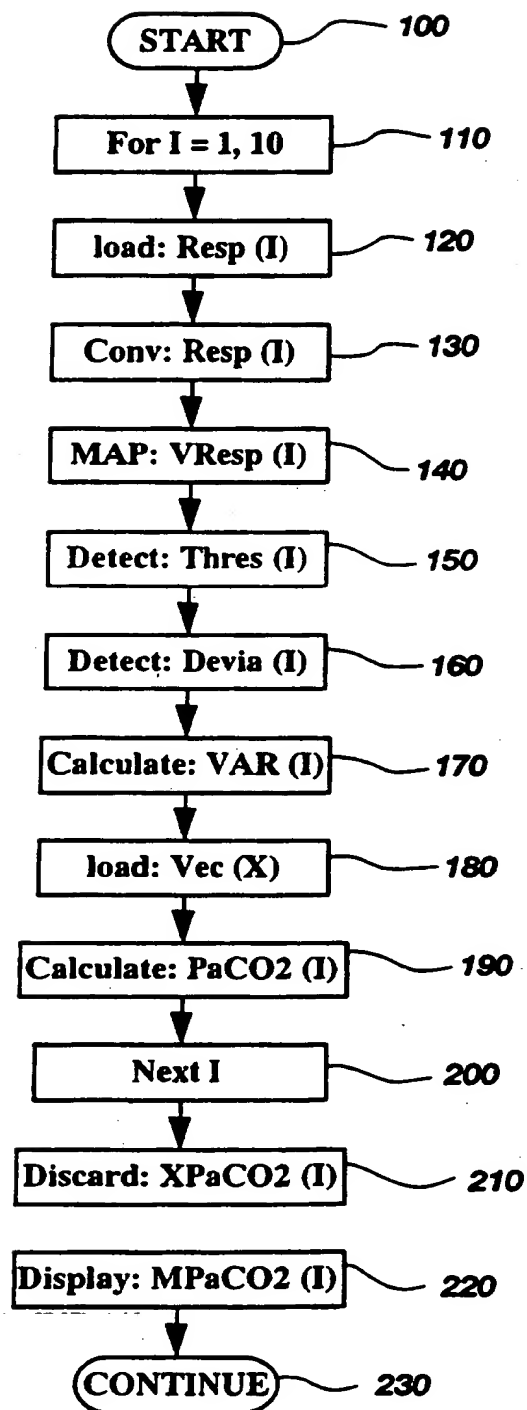 START 100
For I = 1, 10 110
load: Resp (I) 120
Conv: Resp (I) 130
MAP: VResp (I) 140
Detect: Thres (I) 150
Detect: Devia (I) 160
Calculate: VAR (I) 170
load: Vec (X) 180
Calculate: PaCO2 (I) 190
Next I 200
Discard: XPaCO2 (I) 210
Display: MPaCO2 (I) 220
CONTINUE 230